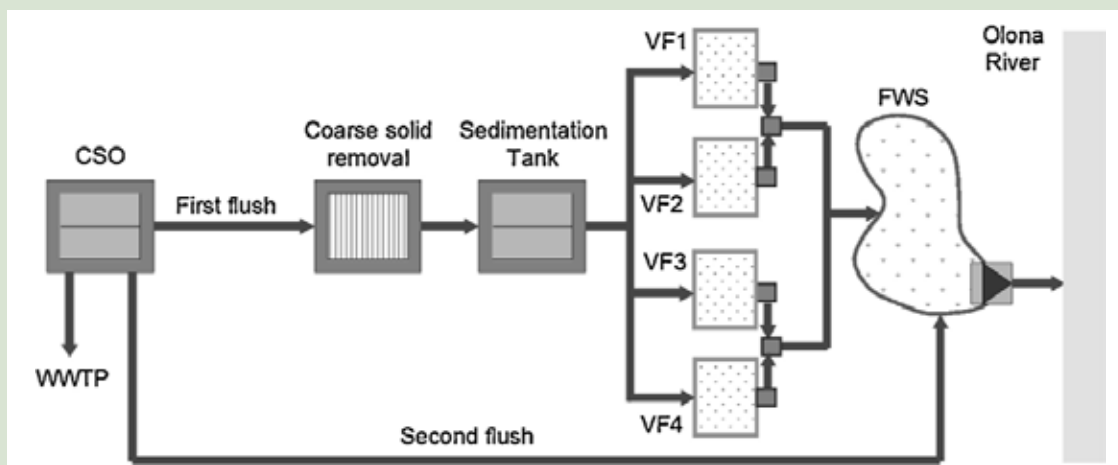 Olona
River
VF1
FWS
Coarse solid
removal
Sedimentation
Tank
CSO
First flush
VF2
VF3
WWTP
VF4
Second flush